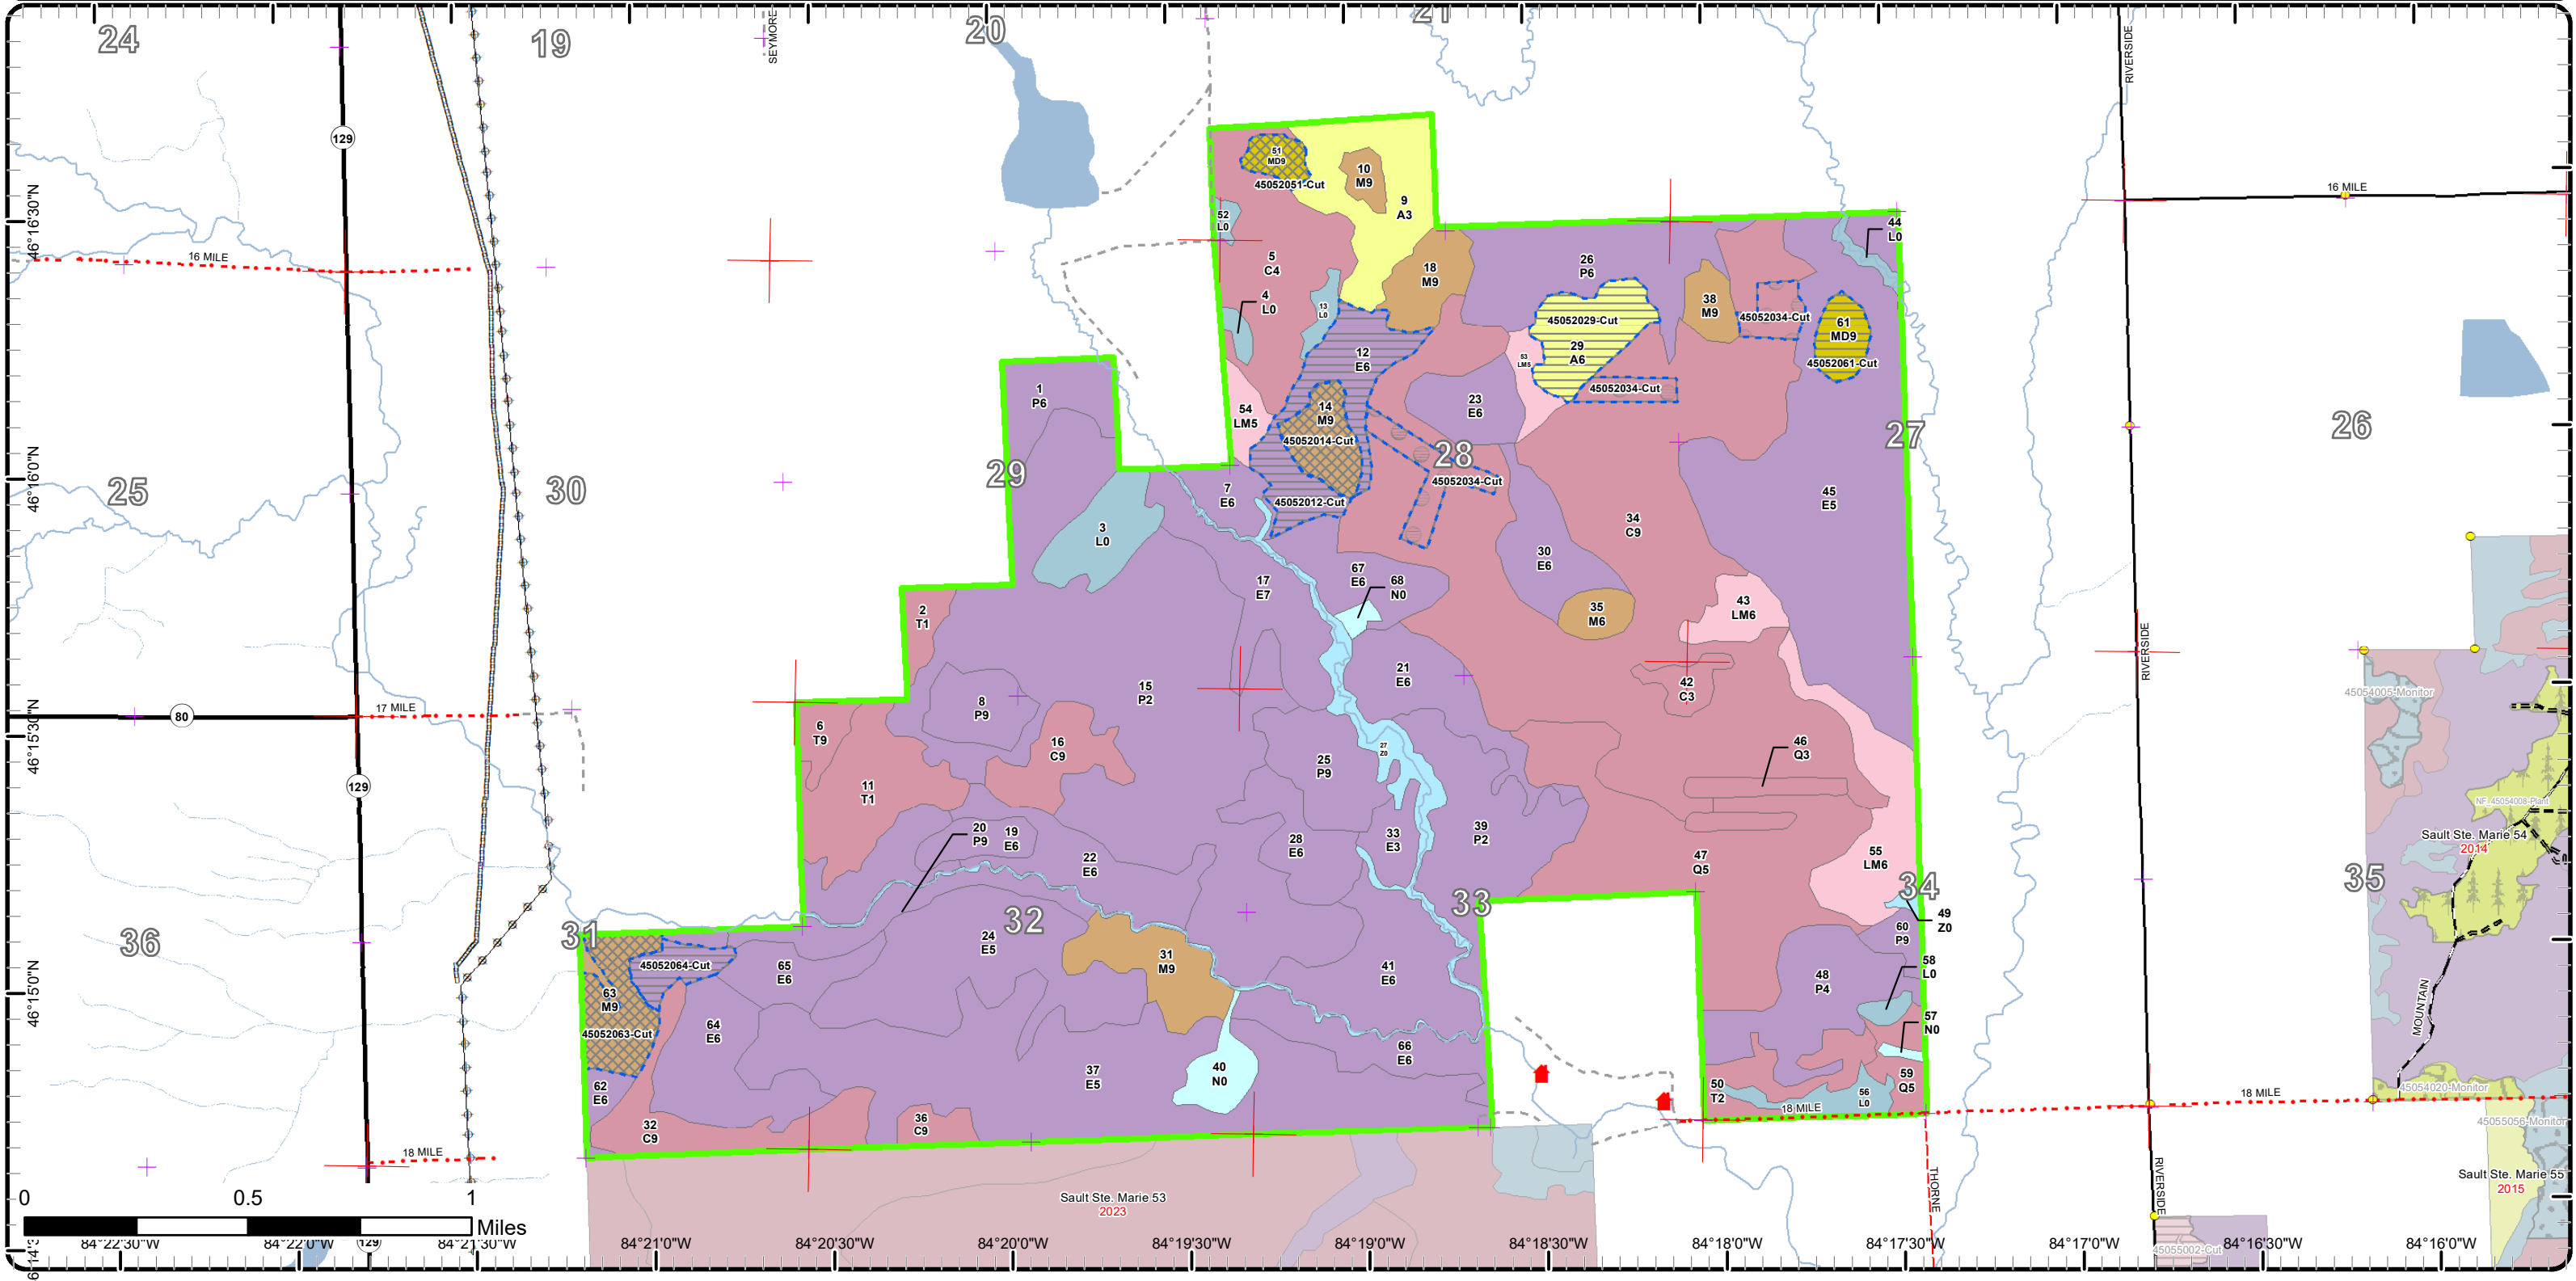 24
19
SEYMORE
20
21
RIVERSIDE
129
51
MD9
45052051-Cut
10
M9
9
A3
16 MILE
46°16'30"N
52
L0
44
L0
16 MILE
5
C4
18
M9
26
P6
4
L0
13
L0
38
M9
45052029-Cut
45052034-Cut
61
MD9
45052061-Cut
12
E6
53
LM5
29
A6
45052034-Cut
1
P6
54
LM5
14
M9
23
E6
45052014-Cut
28
27
26
25
30
29
46°16'0"N
7
E6
45052012-Cut
45052034-Cut
45
E5
3
L0
34
C9
30
E6
17
E7
67
E6
68
N0
2
T1
35
M6
43
LM6
RIVERSIDE
21
E6
15
P2
42
C3
45054005-Monitor
8
P9
80
17 MILE
46°15'30"N
6
T9
16
C9
27
Z0
46
Q3
25
P9
129
11
T1
NF_45054008-Plant
20
P9
19
E6
28
E6
33
E3
39
P2
Sault Ste. Marie 54
2014
22
E6
47
Q5
55
LM6
35
34
33
32
31
36
49
Z0
60
P9
24
E5
65
E6
45052064-Cut
31
M9
41
E6
48
P4
58
L0
63
M9
46°15'0"N
MOUNTAIN
45052063-Cut
64
E6
57
N0
66
E6
40
N0
37
E5
62
E6
50
T2
56
L0
59
Q5
45054020-Monitor
18 MILE
18 MILE
36
C9
32
C9
45055056-Monitor
18 MILE
THORNE
RIVERSIDE
Sault Ste. Marie 55
2015
Sault Ste. Marie 53
2023
0 0.5 1
Miles
45055002-Cut
129
84°22'30"W 84°22'0"W 84°21'30"W 84°21'0"W 84°20'30"W 84°20'0"W 84°19'30"W 84°19'0"W 84°18'30"W 84°18'0"W 84°17'30"W 84°17'0"W 84°16'30"W 84°16'0"W